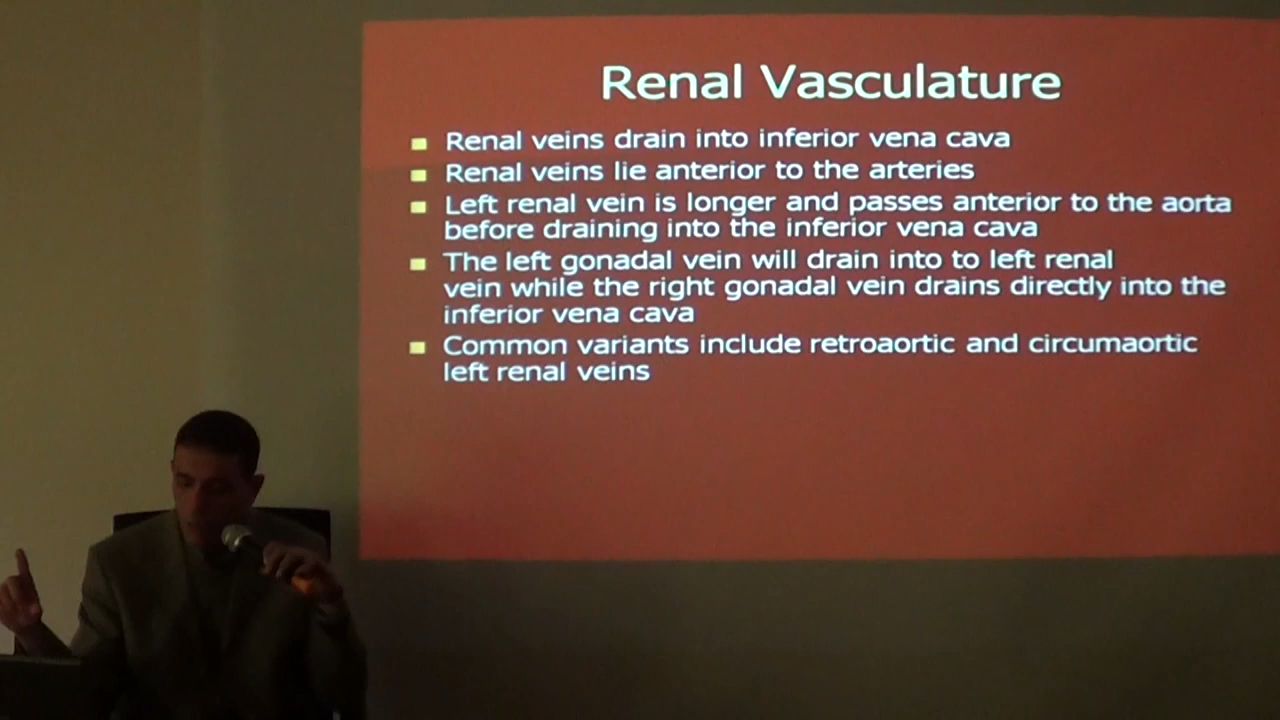 Renal Vasculature
Renal veins drain into inferior vena cava
Renal veins lie anterior to the arteries
Left renal vein is longer and passes anterior to the aorta
before draining into the inferior vena cava
The left gonadal vein will drain into to left renal
vein while the right gonadal vein drains directly into the
inferior vena cava
Common variants include retroaortic and circumaortic
left renal veins